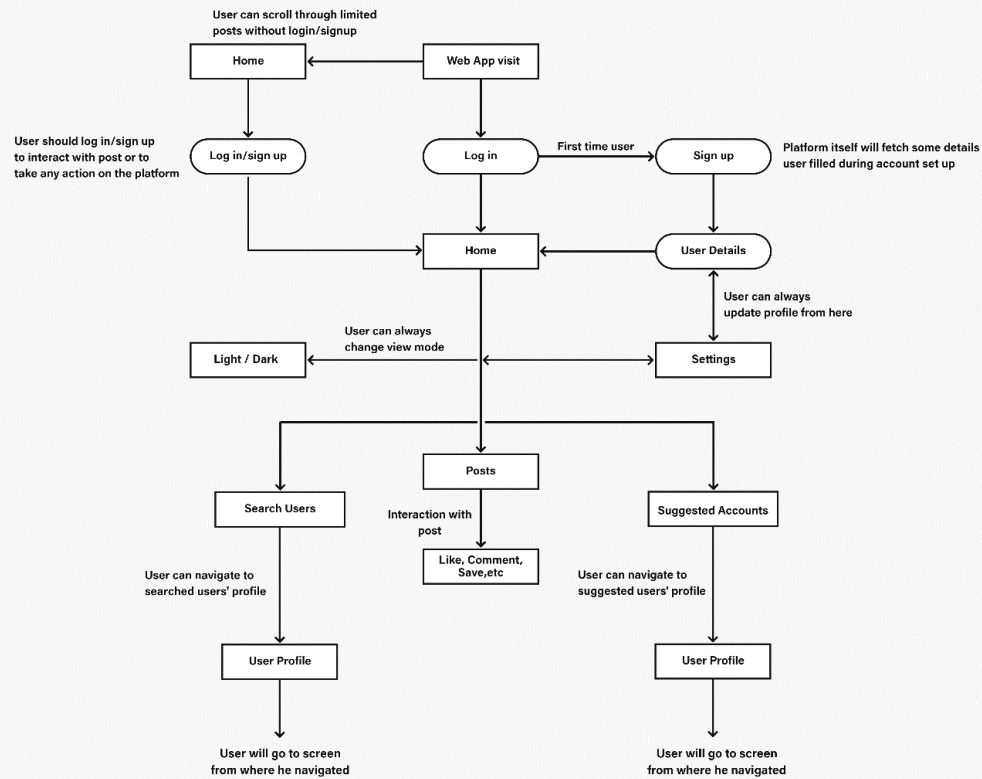 User can scroll through limited
posts without login/signup
Home
Web App visit
User should log in/sign up
to interact with post or to
take any action on the platform
Log in/sign up
Log in
First time user
Sign up
Platform itself will fetch some details
user filled during account set up
Home
User Details
User can always
update profile from here
User can always
change view mode
Light / Dark
Settings
Posts
Search Users
Interaction with
post
Suggested Accounts
Like, Comment,
Save,etc
User can navigate to
searched users' profile
User can navigate to
suggested users' profile
User Profile
User Profile
User will go to screen
from where he navigated
User will go to screen
from where he navigated